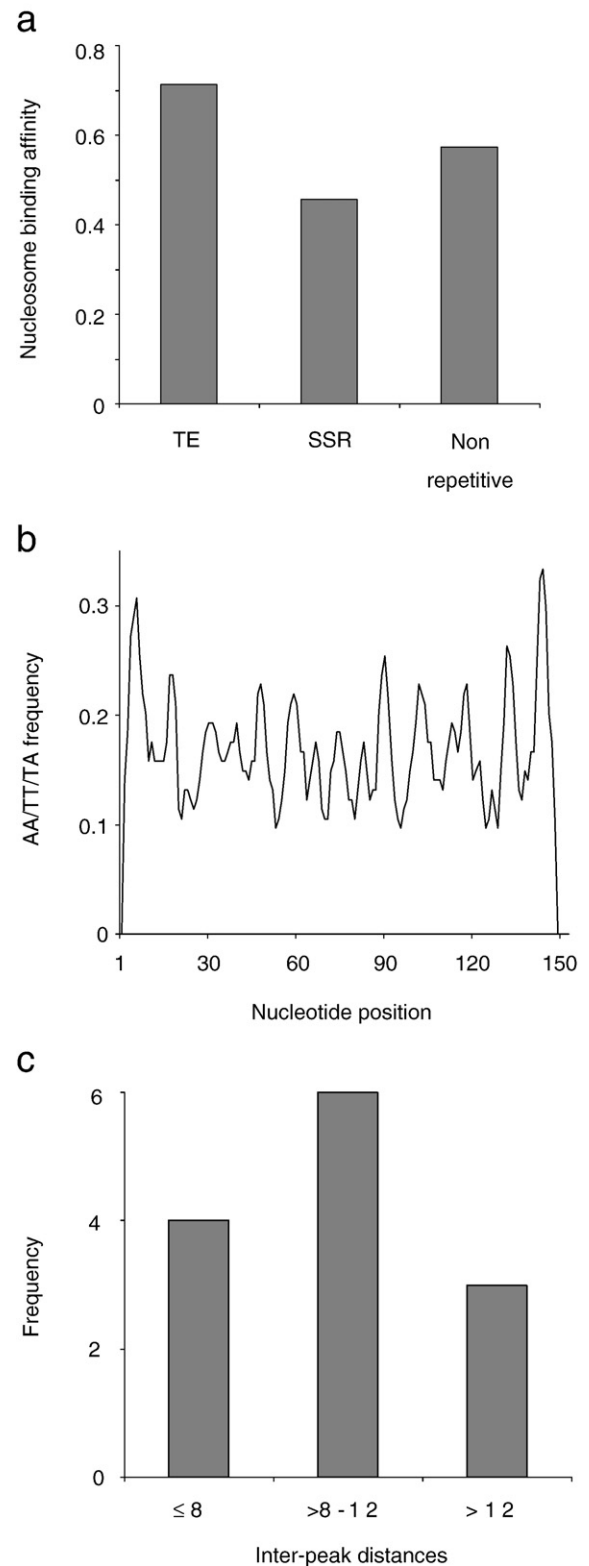 a
Nucleosome binding affinity
0.8
0.6
0.4
0.2
0
TE SSR Non
repetitive
b
AA/TT/TA frequency
0.3
0.2
0.1
0
1 30 60 90 120 150
Nucleotide position
c
Frequency
6
4
2
0
≤ 8 >8 -1 2 > 1 2
Inter-peak distances